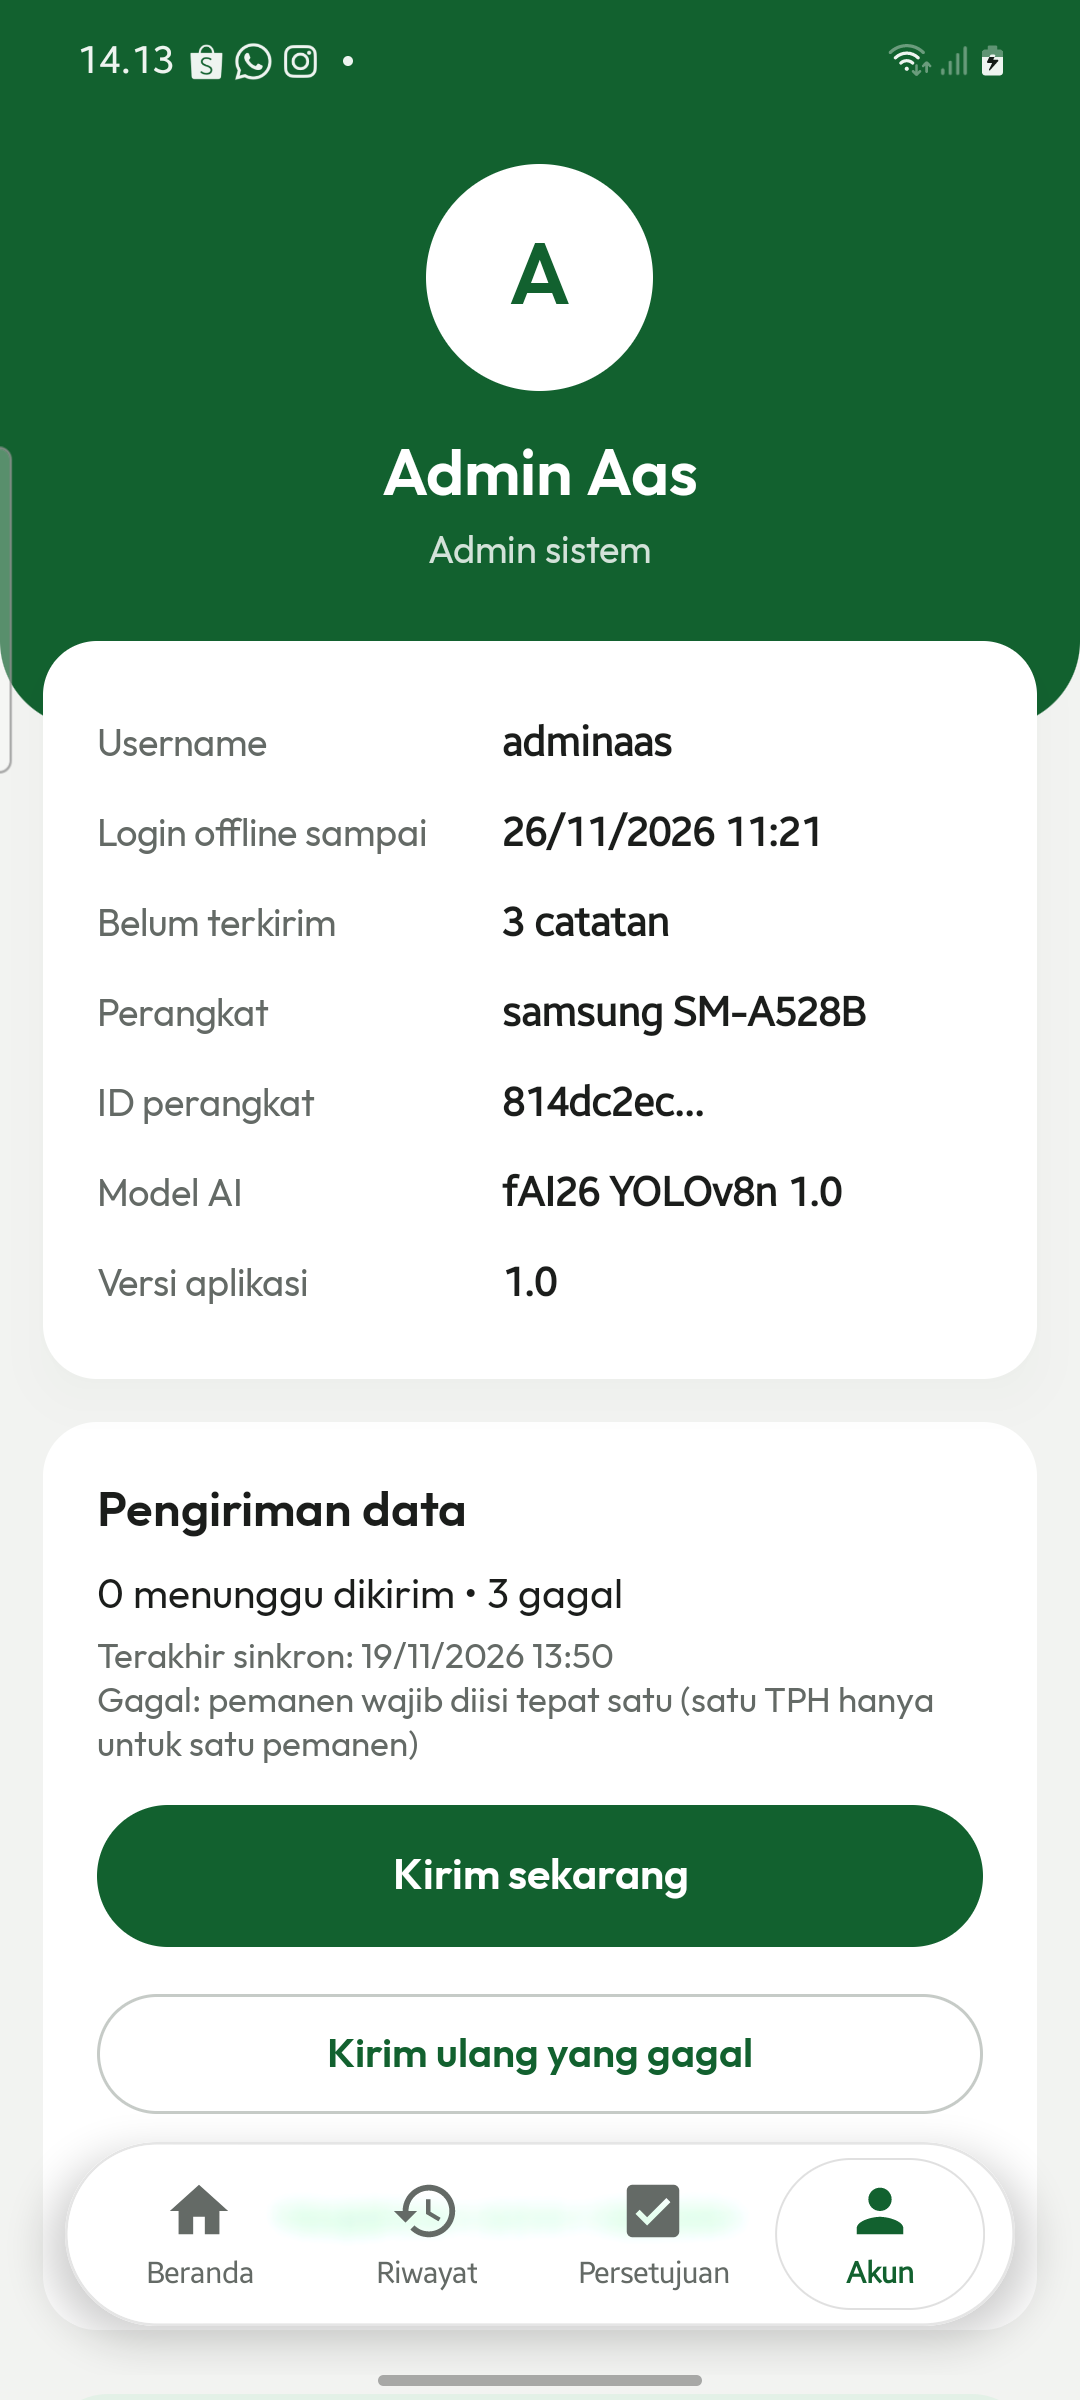 14.13
A
Admin Aas
Admin sistem
Username adminaas
Login offline sampai 26/11/2026 11:21
Belum terkirim 3 catatan
Perangkat samsung SM-A528B
ID perangkat 814dc2ec...
Model AI fAI26 YOLOv8n 1.0
Versi aplikasi 1.0
Pengiriman data
0 menunggu dikirim • 3 gagal
Terakhir sinkron: 19/11/2026 13:50
Gagal: pemanen wajib diisi tepat satu (satu TPH hanya
untuk satu pemanen)
Kirim sekarang
Kirim ulang yang gagal
Beranda Riwayat Persetujuan Akun